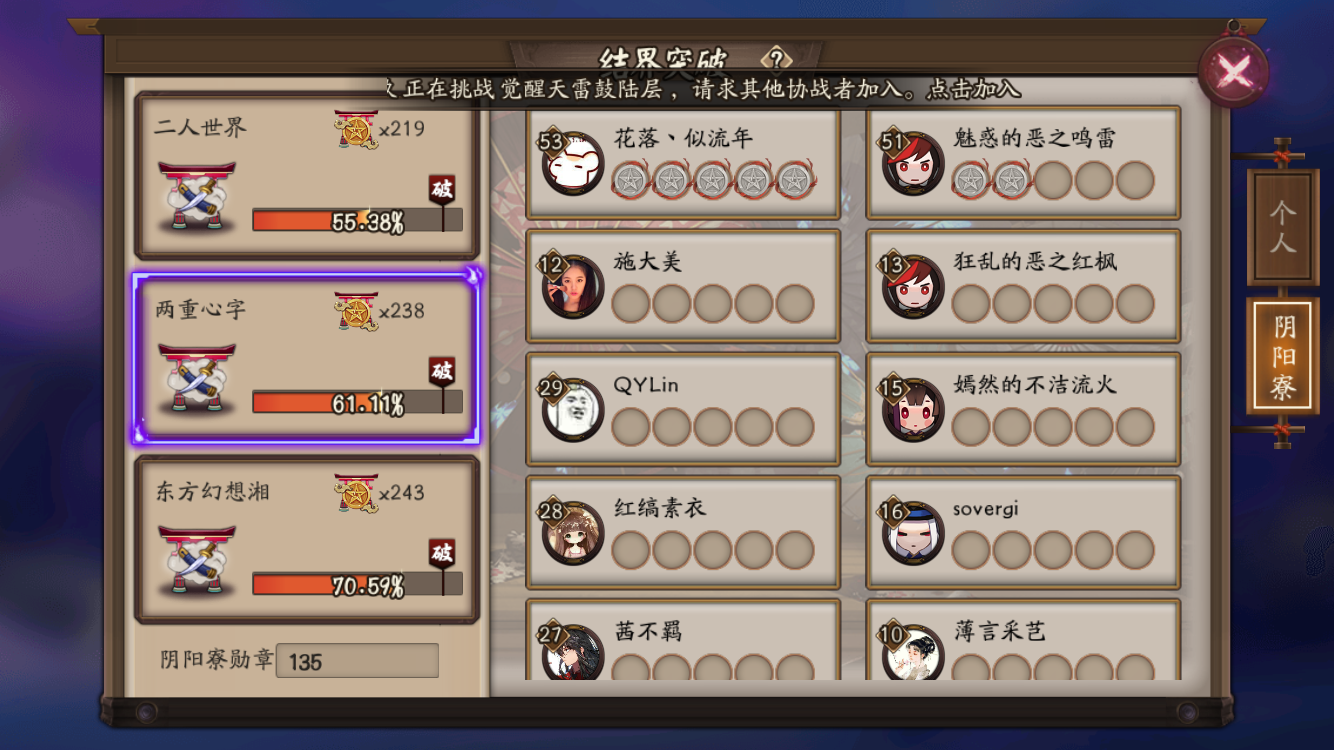 结界突破 ?
正在挑战 觉醒天雷鼓陆层，请求其他协战者加入。点击加入
二人世界
x219
破
55.38%
两重心字
x238
破
61.11%
东方幻想湘
x243
破
70.59%
阴阳寮勋章 135
53 花落、似流年
51 魅惑的恶之鸣雷
12 施大美
13 狂乱的恶之红枫
29 QYLin
15 嫣然的不洁流火
28 红缟素衣
16 sovergi
27 茜不羁
10 薄言采芑
个人
阴阳寮